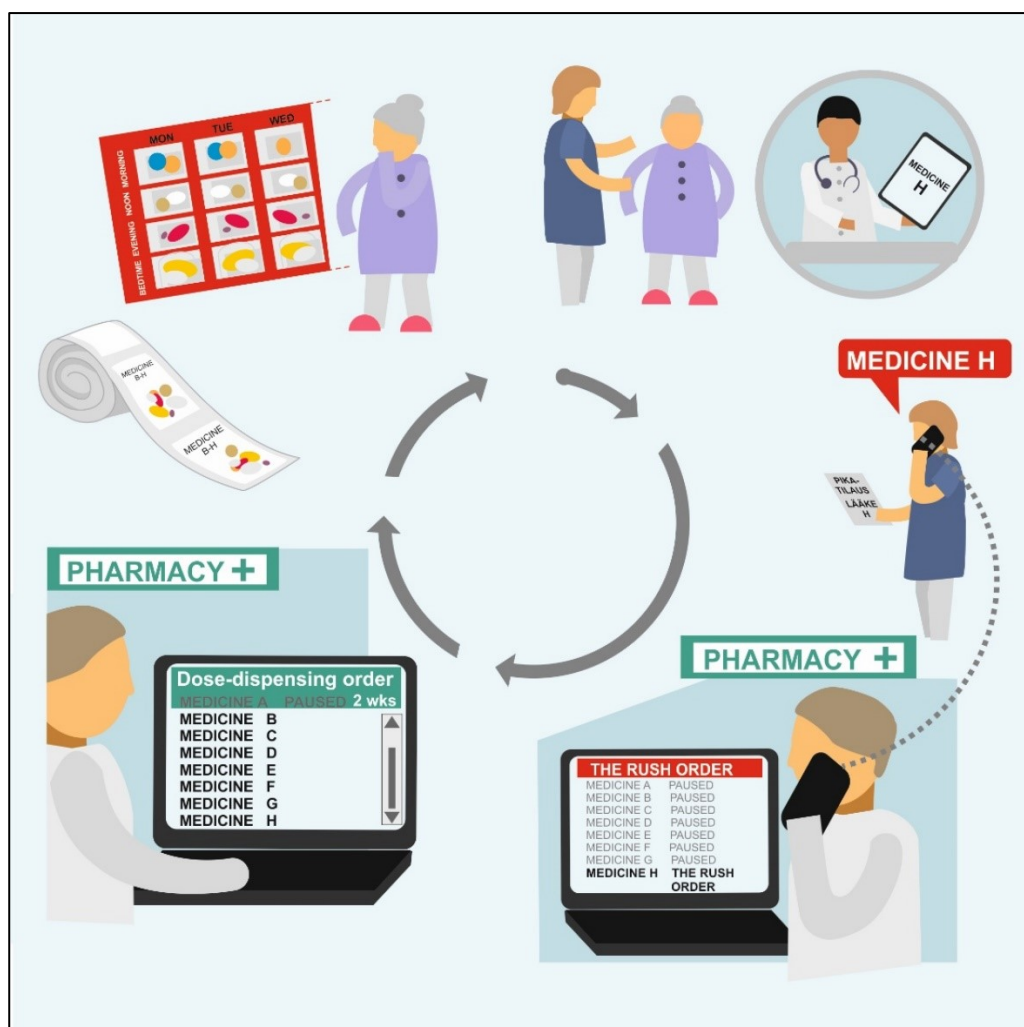 MON TUE WED
MORNING
NOON
EVENING
BEDTIME
MEDICINE
H
MEDICINE H
PIKA-
TILAUS
LÄÄKE
H
MEDICINE
B-H
MEDICINE
B-H
PHARMACY +
Dose-dispensing order
MEDICINE A PAUSED 2 wks
MEDICINE B
MEDICINE C
MEDICINE D
MEDICINE E
MEDICINE F
MEDICINE G
MEDICINE H
PHARMACY +
THE RUSH ORDER
MEDICINE A PAUSED
MEDICINE B PAUSED
MEDICINE C PAUSED
MEDICINE D PAUSED
MEDICINE E PAUSED
MEDICINE F PAUSED
MEDICINE G PAUSED
MEDICINE H THE RUSH
ORDER